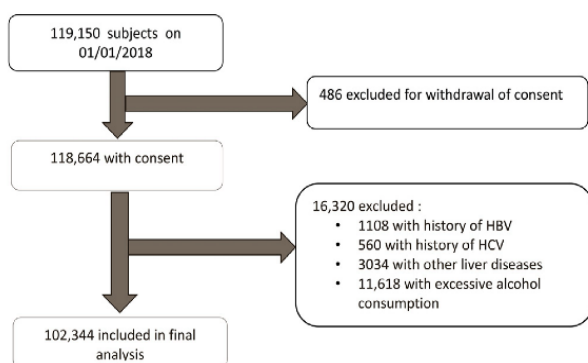 119,150 subjects on
01/01/2018
486 excluded for withdrawal of consent
118,664 with consent
16,320 excluded :
• 1108 with history of HBV
• 560 with history of HCV
• 3034 with other liver diseases
• 11,618 with excessive alcohol
consumption
102,344 included in final
analysis